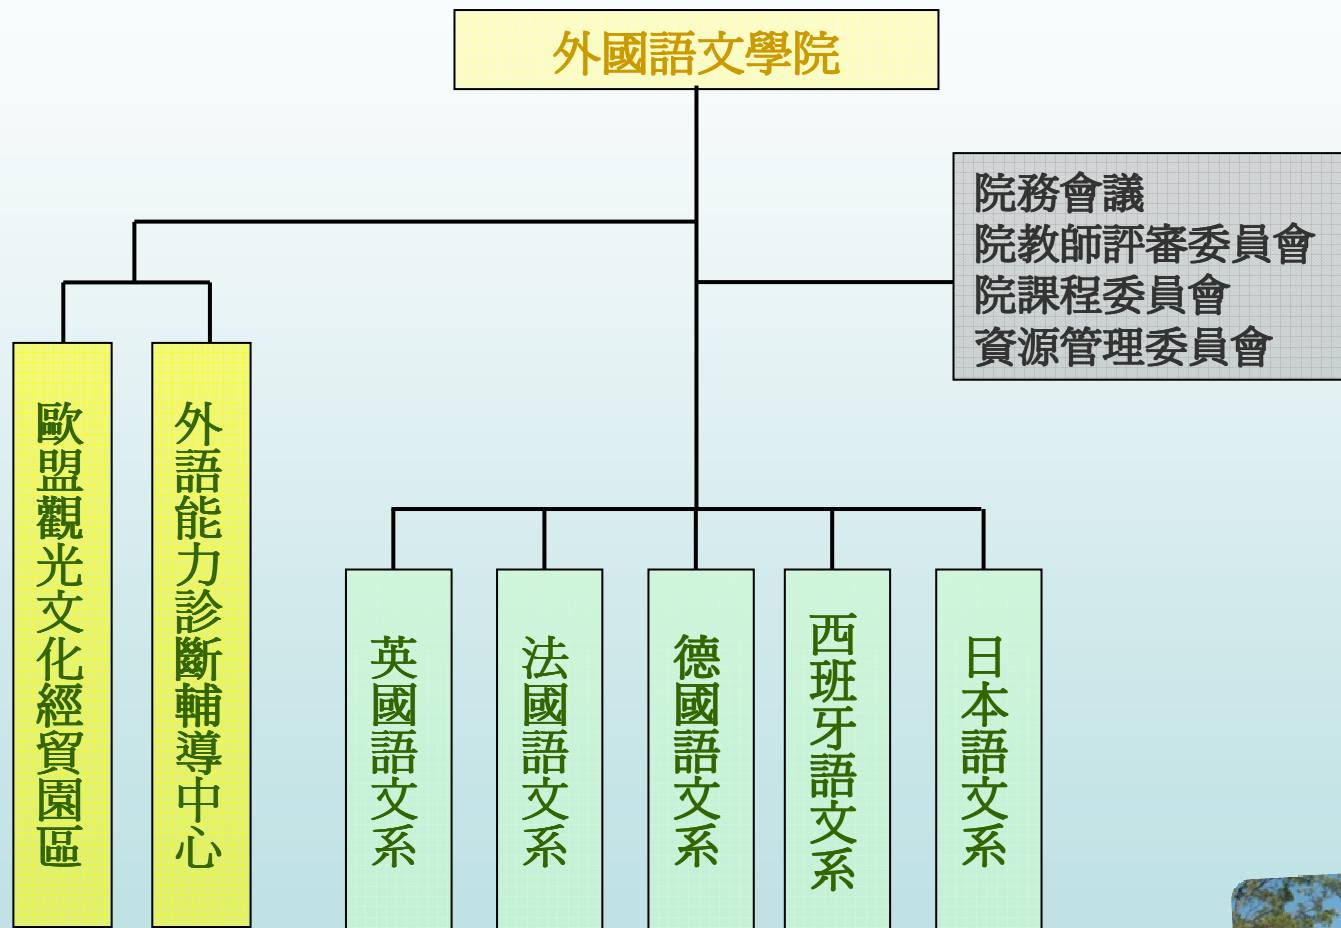 外國語文學院
院務會議
院教師評審委員會
院課程委員會
資源管理委員會
歐盟觀光文化經貿園區
外語能力診斷輔導中心
英國語文系
法國語文系
德國語文系
西班牙語文系
日本語文系